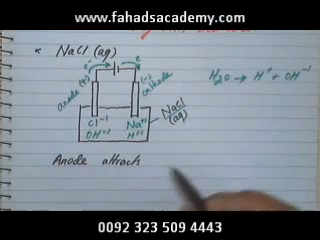 www.fahadsacademy.com
« NaCl (aq)
e⁻ e⁻
anode (+) (-) cathode
H₂O → H⁺ + OH⁻¹
Cl⁻¹ Na⁺¹
OH⁻¹ H⁺¹
NaCl
(aq)
Anode attracts
0092 323 509 4443